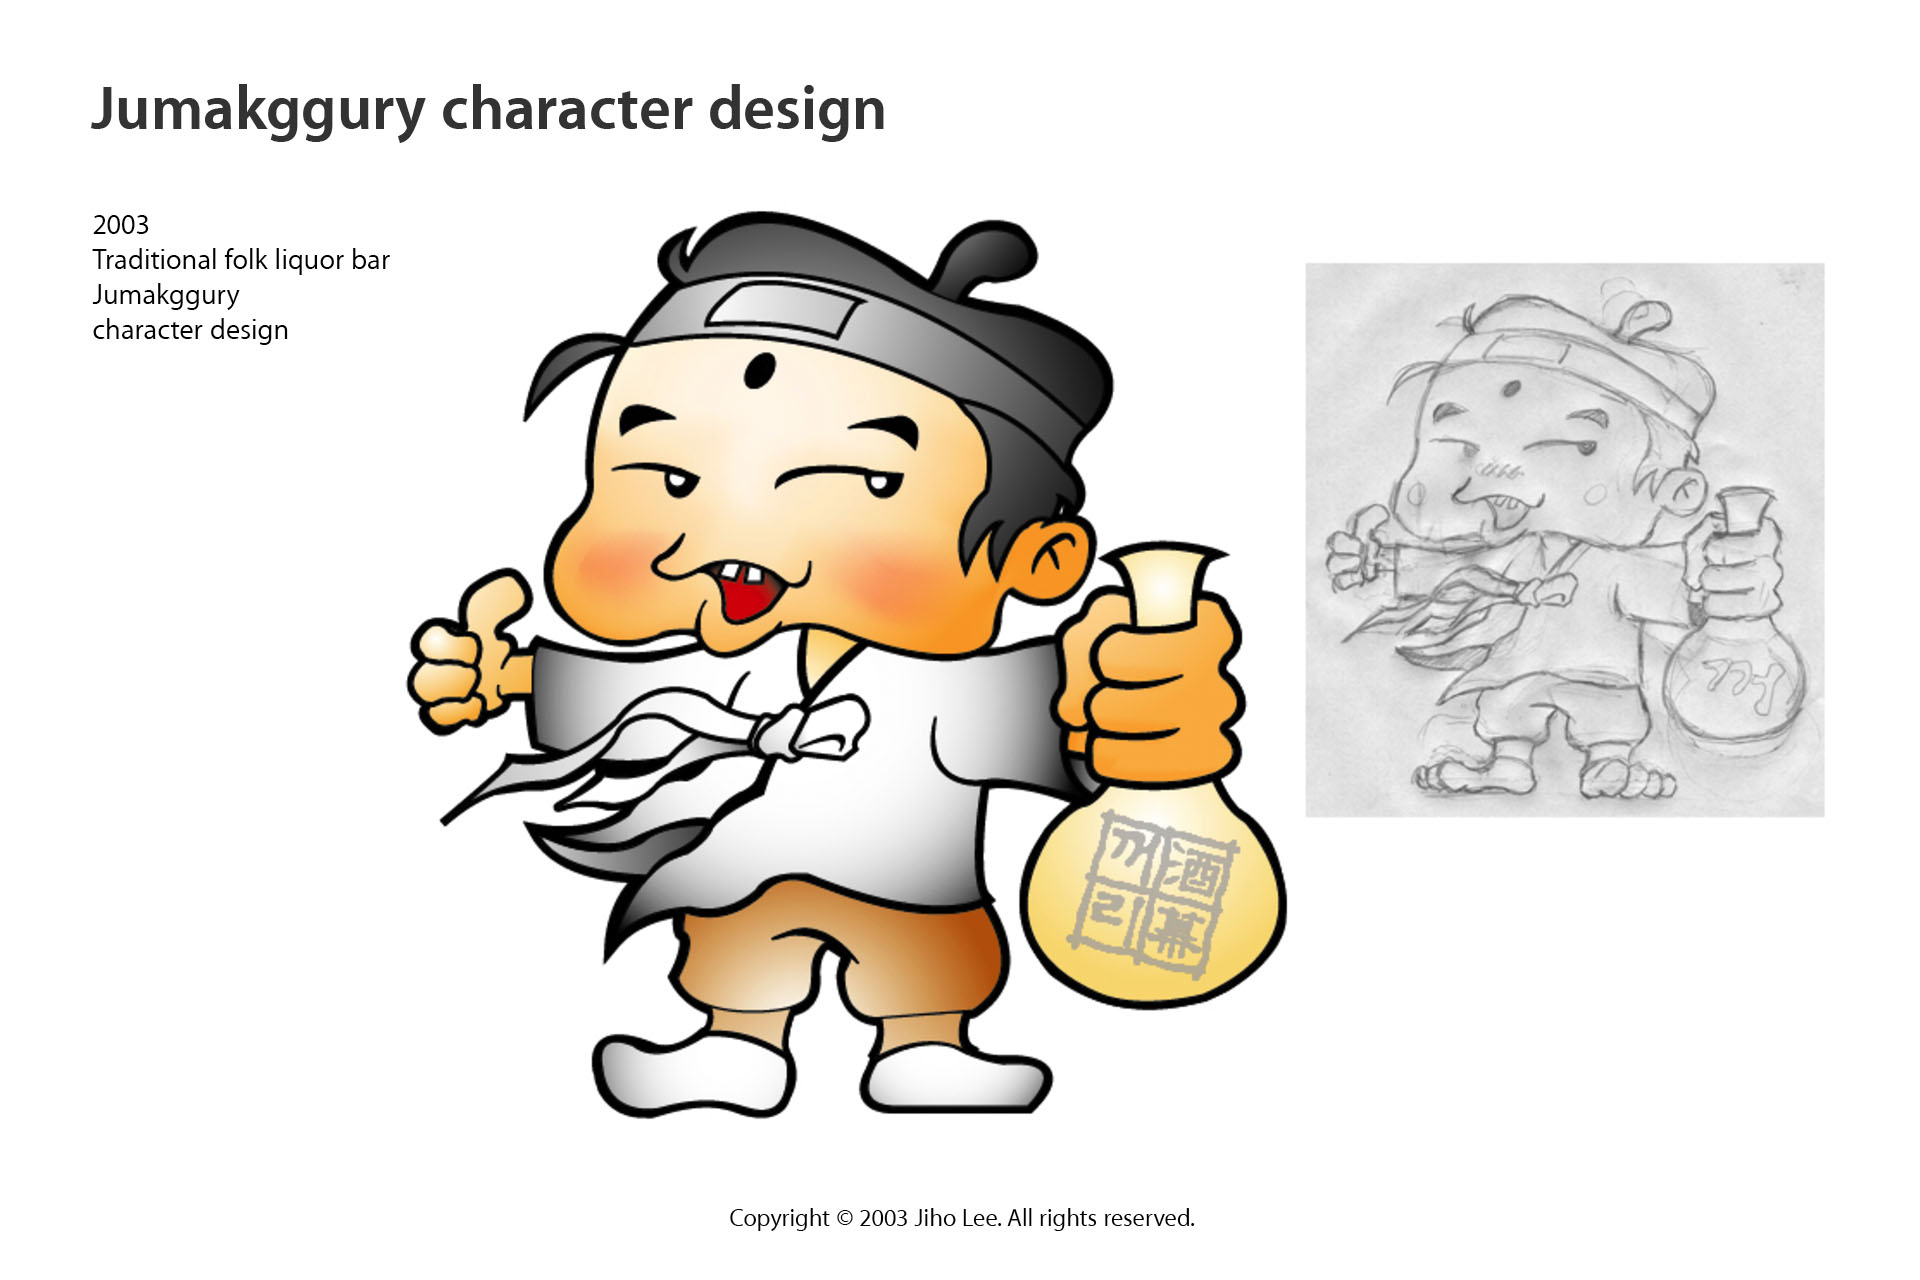 Jumakggury character design
2003
Traditional folk liquor bar
Jumakggury
character design
꺼 酒
리 幕
Copyright © 2003 Jiho Lee. All rights reserved.